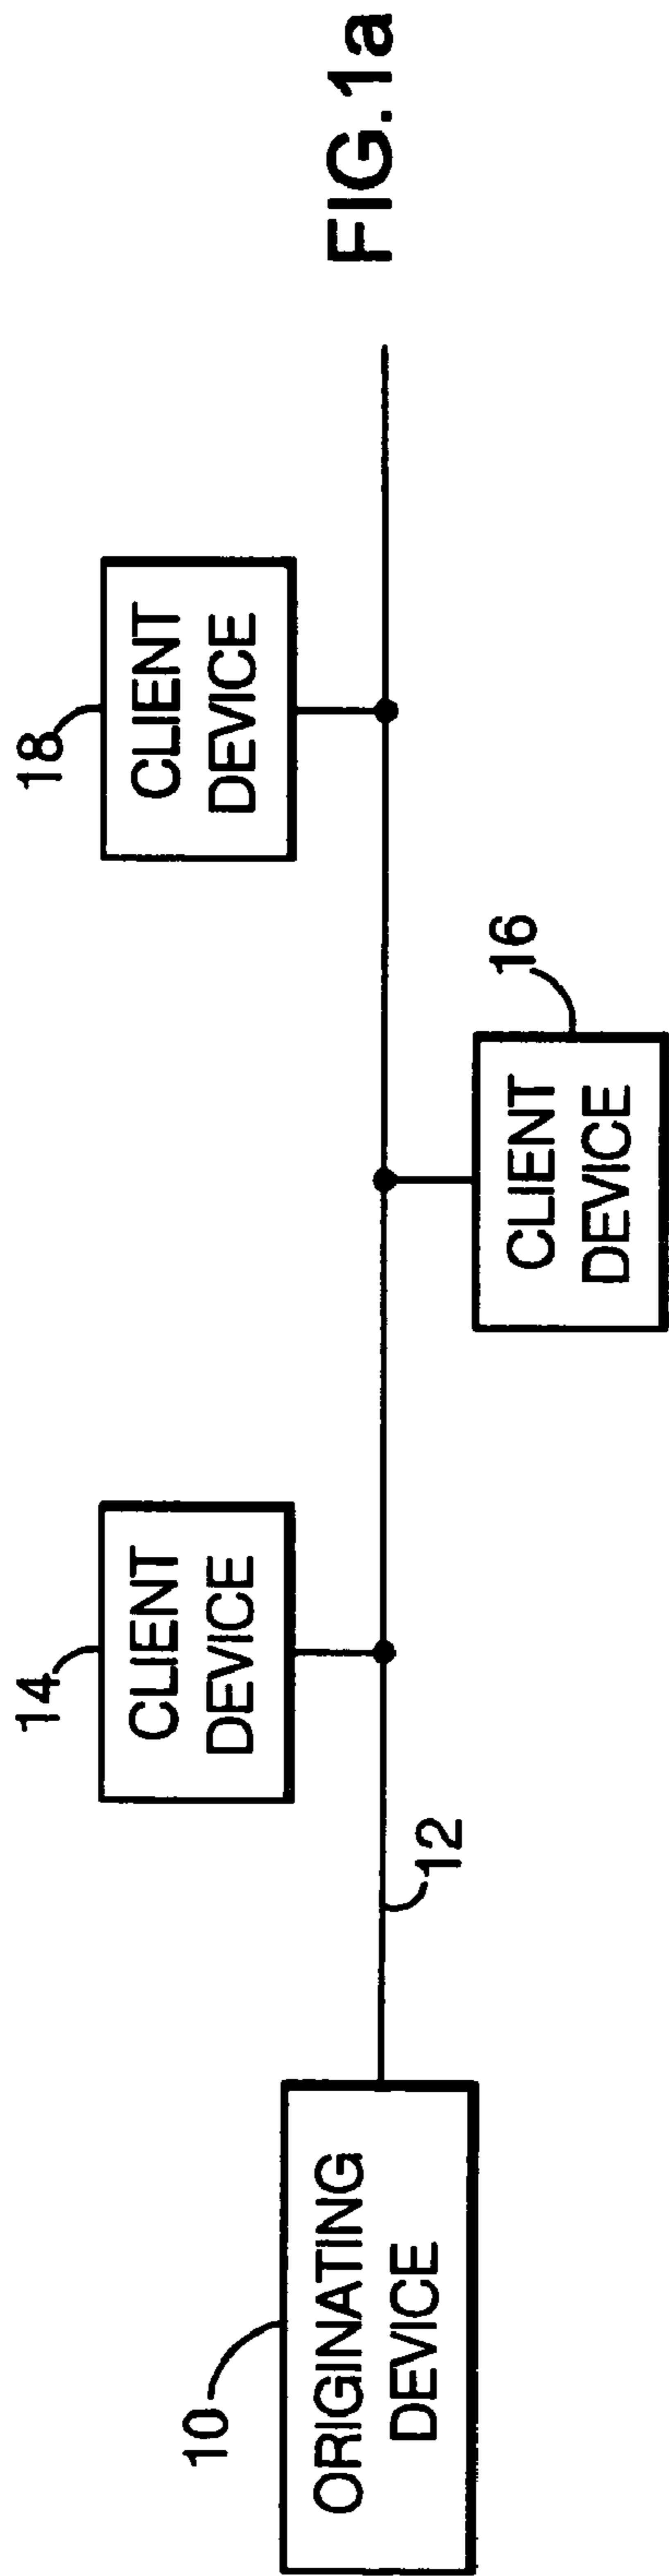 10
ORIGINATING
DEVICE
12
14
CLIENT
DEVICE
16
CLIENT
DEVICE
18
CLIENT
DEVICE
FIG.1a